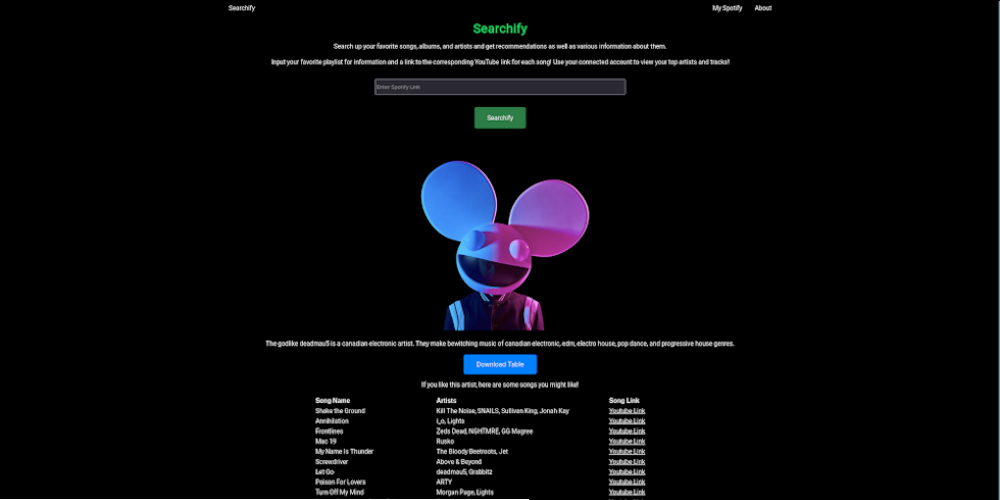 Searchify My Spotify About
Searchify
Search up your favorite songs, albums, and artists and get recommendations as well as various information about them.
Input your favorite playlist for information and a link to the corresponding YouTube link for each song! Use your connected account to view your top artists and tracks!
Enter Spotify Link
Searchify
The godlike deadmau5 is a canadian electronic artist. They make bewitching music of canadian electronic, edm, electro house, pop dance, and progressive house genres.
Download Table
If you like this artist, here are some songs you might like!
Song Name Artists Song Link
Shake the Ground Kill The Noise, SNAILS, Sullivan King, Jonah Kay Youtube Link
Annihilation i_o, Lights Youtube Link
Frontlines Zeds Dead, NGHTMRE, GG Magree Youtube Link
Mac 19 Rusko Youtube Link
My Name Is Thunder The Bloody Beetroots, Jet Youtube Link
Screwdriver Above & Beyond Youtube Link
Let Go deadmau5, Grabbitz Youtube Link
Poison For Lovers ARTY Youtube Link
Turn Off My Mind Morgan Page, Lights Youtube Link